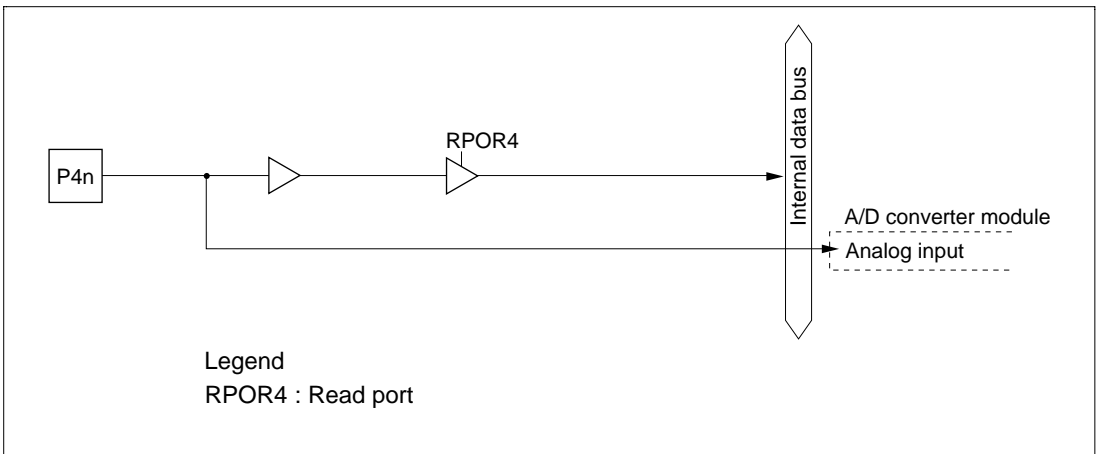 RPOR4
P4n
Internal data bus
A/D converter module
Analog input
Legend
RPOR4 : Read port